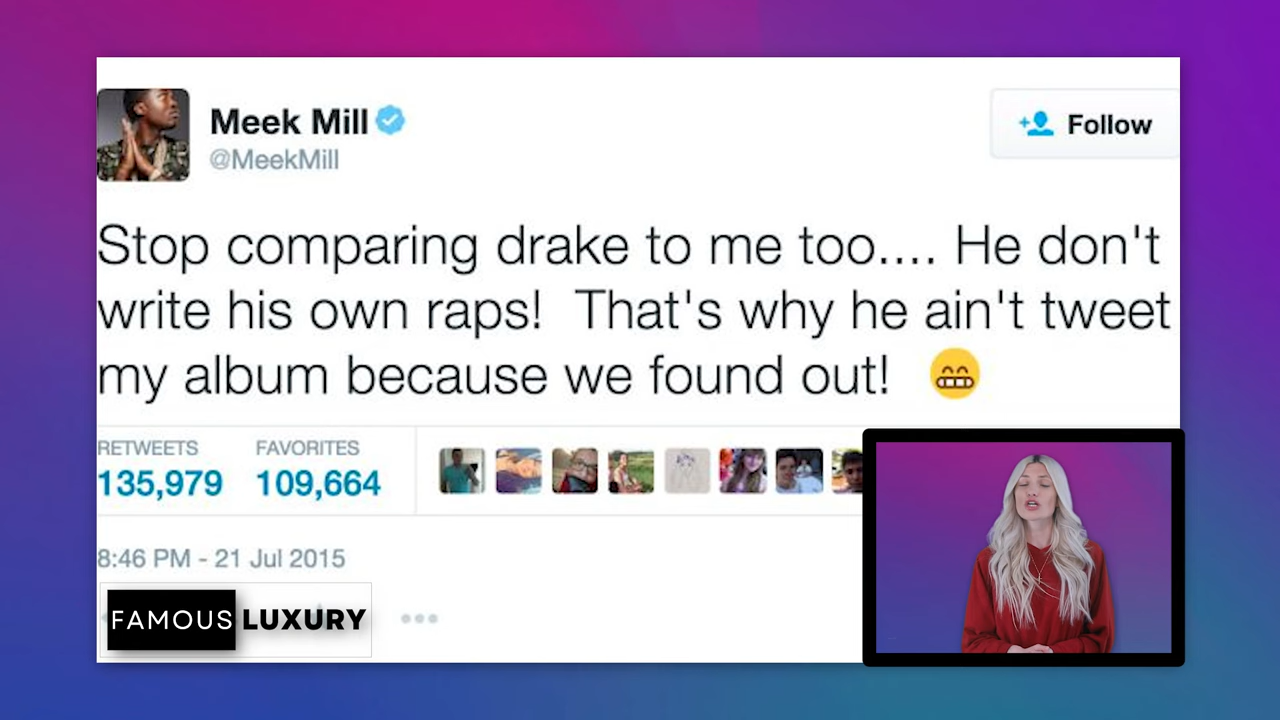 Meek Mill
@MeekMill
Follow
Stop comparing drake to me too.... He don't
write his own raps!  That's why he ain't tweet
my album because we found out! 😁
RETWEETS FAVORITES
135,979 109,664
8:46 PM - 21 Jul 2015
FAMOUS LUXURY